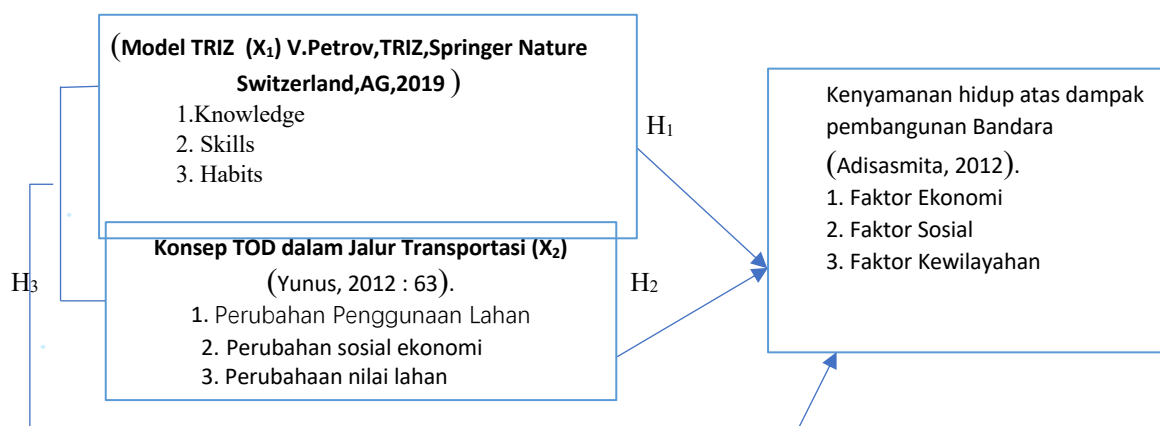 (Model TRIZ (X₁) V.Petrov,TRIZ,Springer Nature
Switzerland,AG,2019 )
1.Knowledge
2. Skills
3. Habits
H₁
Konsep TOD dalam Jalur Transportasi (X₂)
(Yunus, 2012 : 63).
1. Perubahan Penggunaan Lahan
2. Perubahan sosial ekonomi
3. Perubahaan nilai lahan
H₂
H₃
Kenyamanan hidup atas dampak
pembangunan Bandara
(Adisasmita, 2012).
1. Faktor Ekonomi
2. Faktor Sosial
3. Faktor Kewilayahan